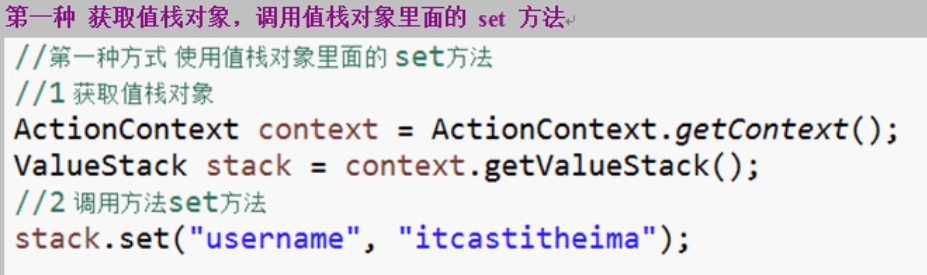 第一种 获取值栈对象，调用值栈对象里面的 set 方法
//第一种方式 使用值栈对象里面的 set方法
//1 获取值栈对象
ActionContext context = ActionContext.getContext();
ValueStack stack = context.getValueStack();
//2 调用方法set方法
stack.set("username", "itcastitheima");